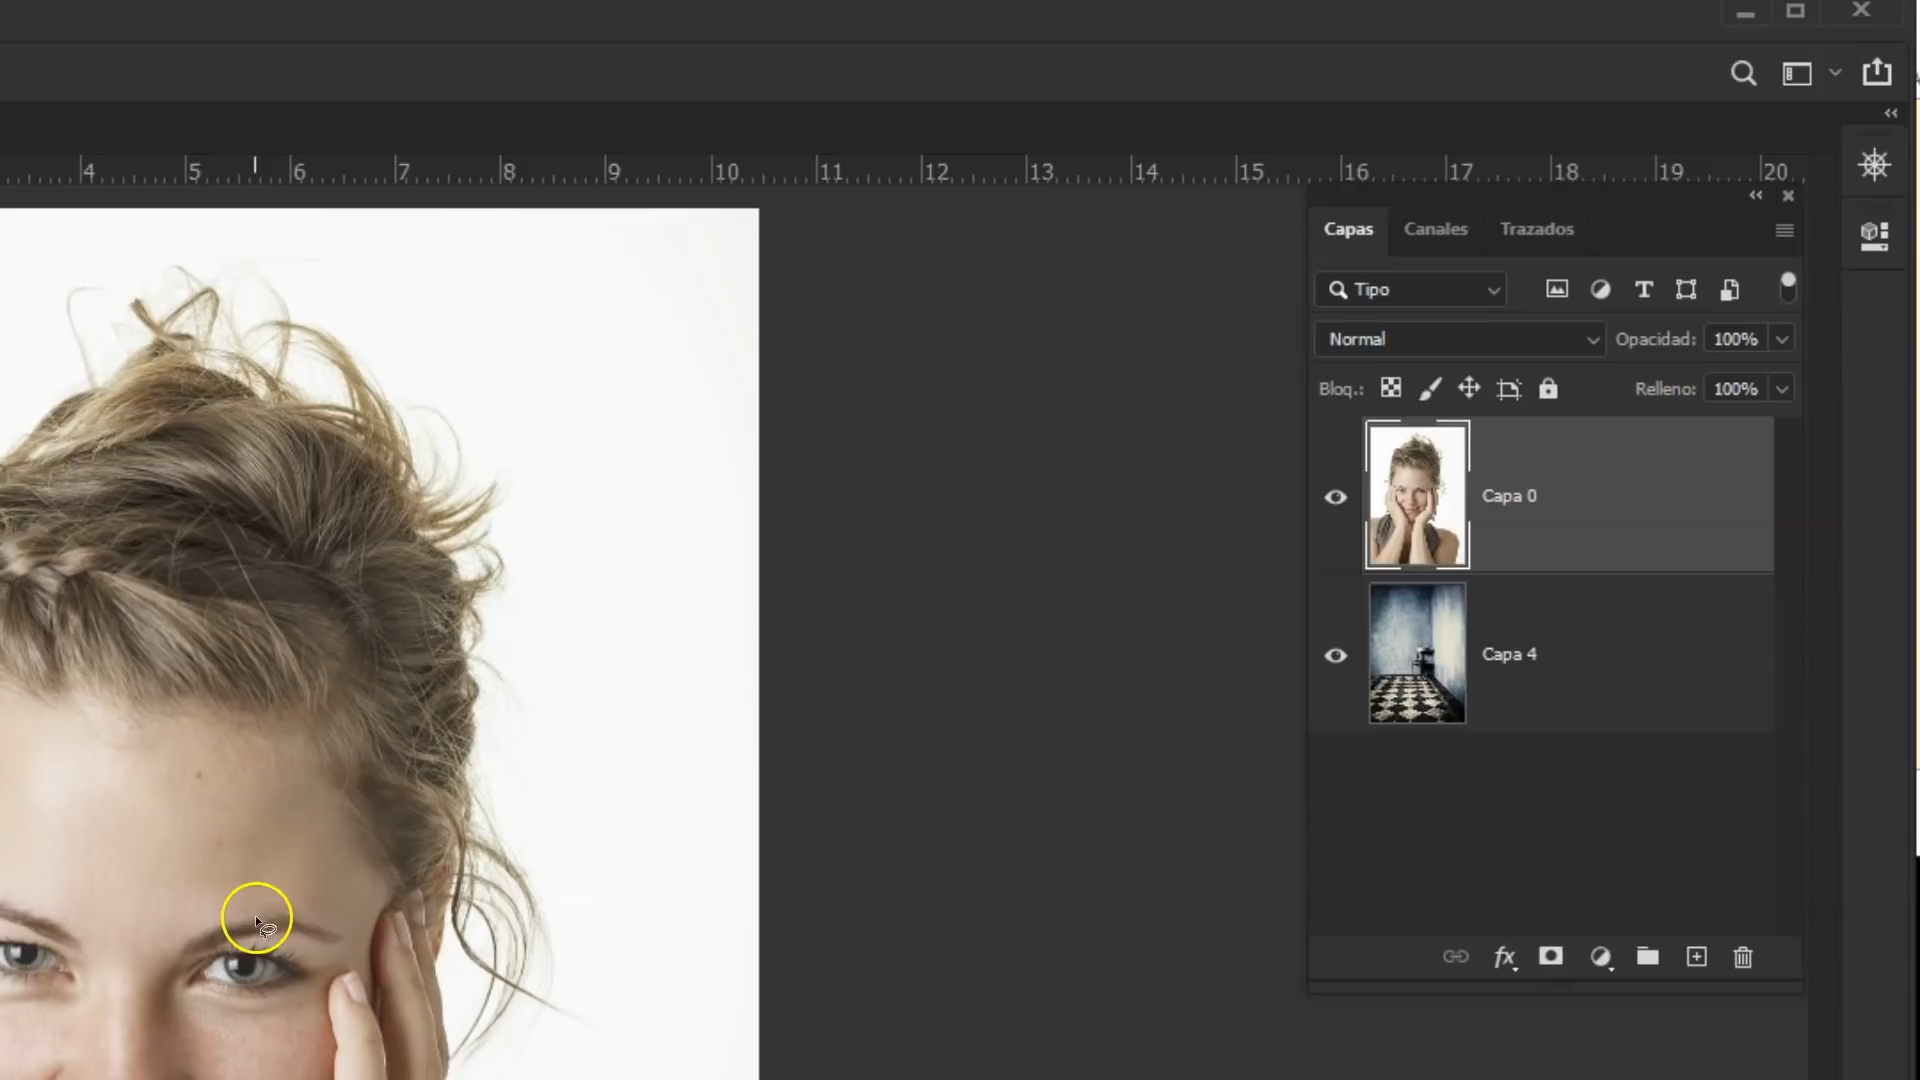 4 5 6 7 8 9 10 11 12 13 14 15 16 17 18 19 20
Capas Canales Trazados
Tipo
Normal Opacidad: 100%
Bloq.: Relleno: 100%
Capa 0
Capa 4
fx